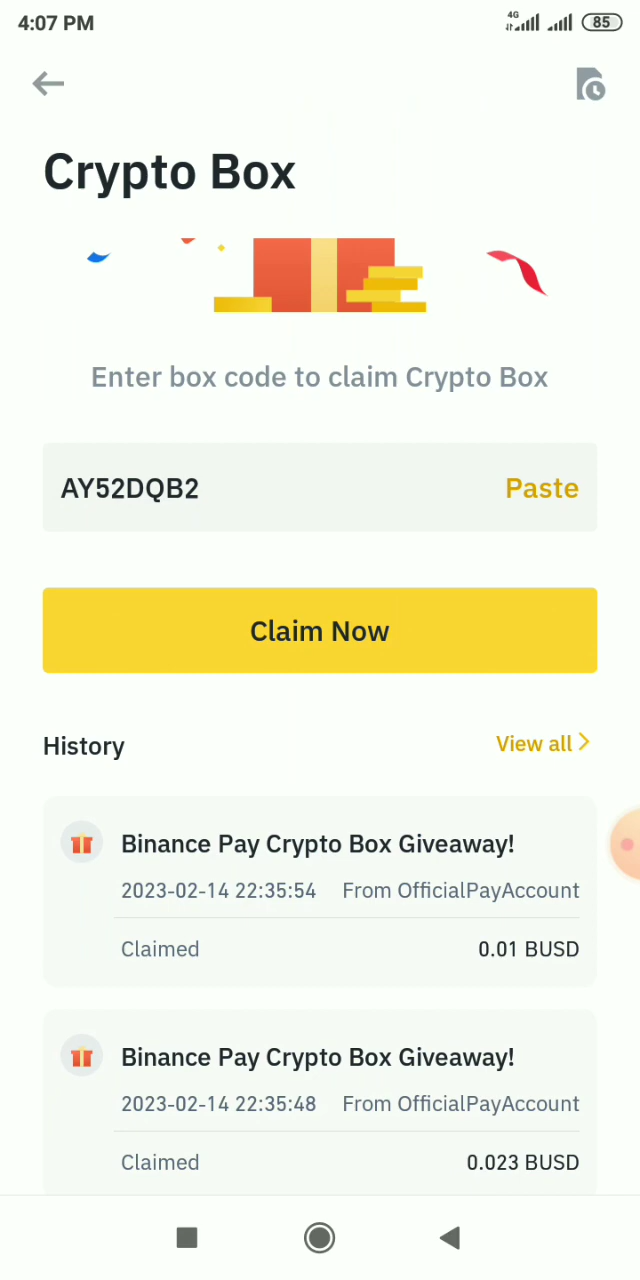 4:07 PM
4G
85
Crypto Box
Enter box code to claim Crypto Box
AY52DQB2
Paste
Claim Now
History
View all
Binance Pay Crypto Box Giveaway!
2023-02-14 22:35:54 From OfficialPayAccount
Claimed 0.01 BUSD
Binance Pay Crypto Box Giveaway!
2023-02-14 22:35:48 From OfficialPayAccount
Claimed 0.023 BUSD